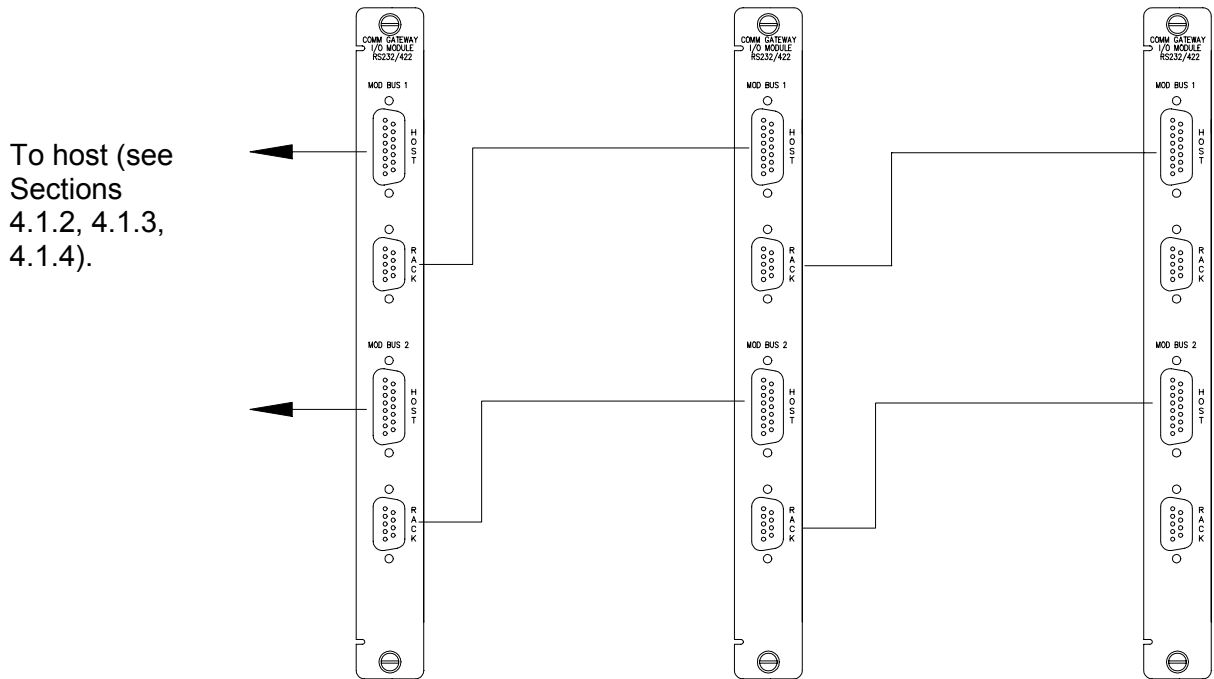 To host (see
Sections
4.1.2, 4.1.3,
4.1.4).
COMM GATEWAY
I/O MODULE
RS232/422
MOD BUS 1
HOST
RACK
MOD BUS 2
HOST
RACK
COMM GATEWAY
I/O MODULE
RS232/422
MOD BUS 1
HOST
RACK
MOD BUS 2
HOST
RACK
COMM GATEWAY
I/O MODULE
RS232/422
MOD BUS 1
HOST
RACK
MOD BUS 2
HOST
RACK